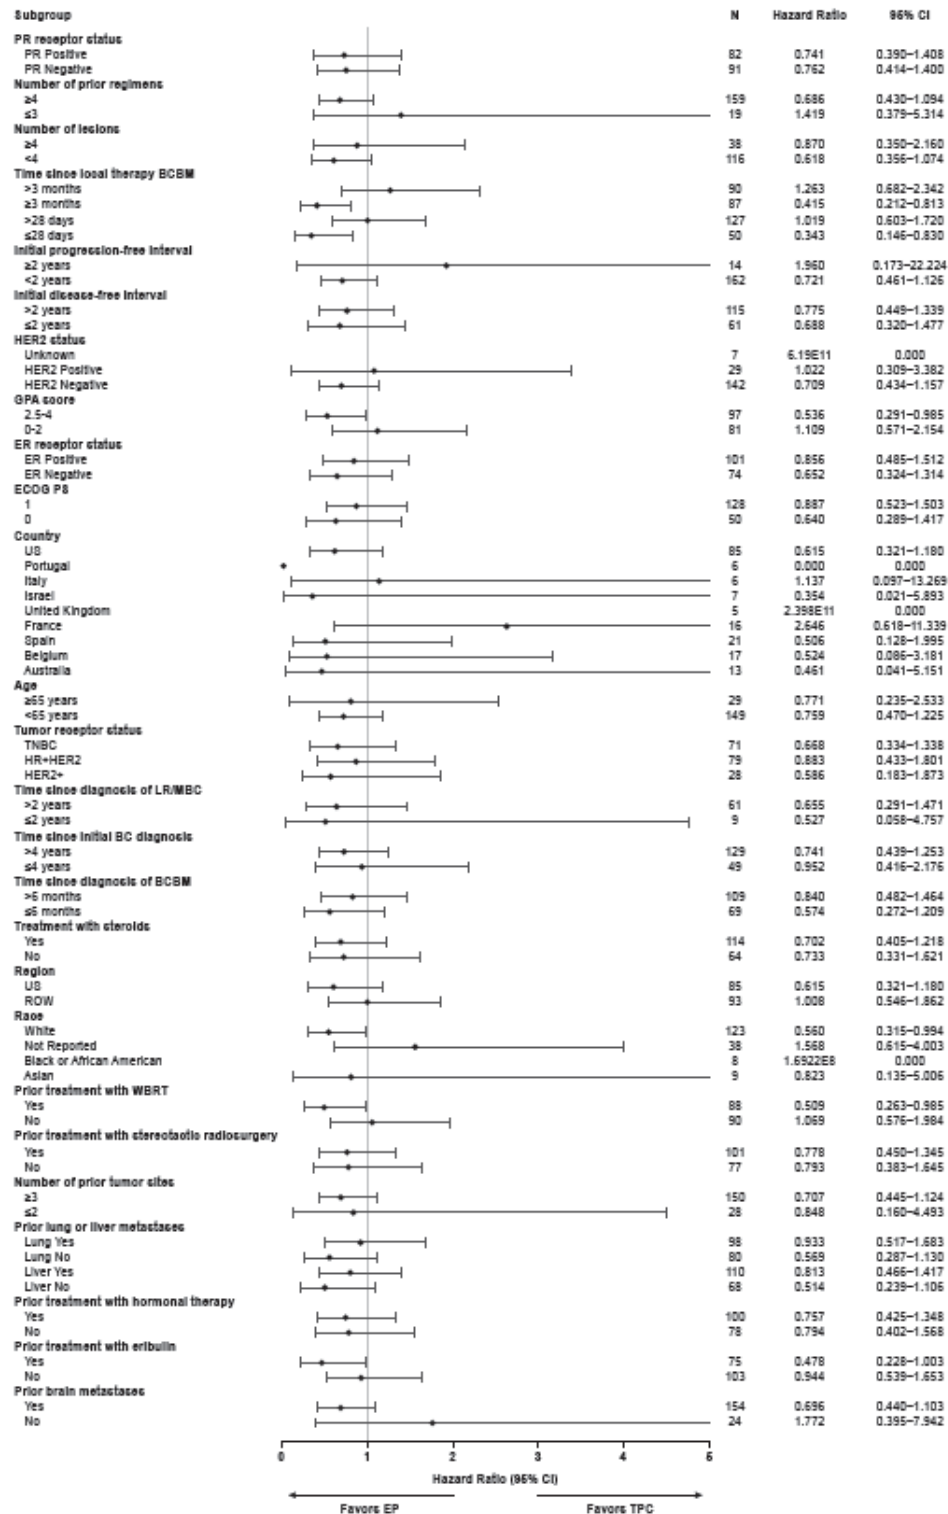 Subgroup N Hazard Ratio 95% CI
PR receptor status
PR Positive 82 0.741 0.390–1.408
PR Negative 91 0.762 0.414–1.400
Number of prior regimens
≥4 159 0.686 0.430–1.094
≤3 19 1.419 0.379–5.314
Number of lesions
≥4 38 0.870 0.350–2.160
<4 116 0.618 0.356–1.074
Time since local therapy BCBM
>3 months 90 1.263 0.682–2.342
≥3 months 87 0.415 0.212–0.813
>28 days 127 1.019 0.603–1.720
≤28 days 50 0.343 0.146–0.830
Initial progression-free interval
≥2 years 14 1.960 0.173–22.224
<2 years 162 0.721 0.461–1.126
Initial disease-free interval
>2 years 115 0.775 0.449–1.339
≤2 years 61 0.688 0.320–1.477
HER2 status
Unknown 7 6.19E11 0.000
HER2 Positive 29 1.022 0.309–3.382
HER2 Negative 142 0.709 0.434–1.157
GPA score
2.5-4 97 0.536 0.291–0.985
0-2 81 1.109 0.571–2.154
ER receptor status
ER Positive 101 0.856 0.485–1.512
ER Negative 74 0.652 0.324–1.314
ECOG PS
1 128 0.887 0.523–1.503
0 50 0.640 0.289–1.417
Country
US 85 0.615 0.321–1.180
Portugal 6 0.000 0.000
Italy 6 1.137 0.097–13.269
Israel 7 0.354 0.021–5.893
United Kingdom 5 2.398E11 0.000
France 16 2.646 0.618–11.339
Spain 21 0.506 0.128–1.995
Belgium 17 0.524 0.086–3.181
Australia 13 0.461 0.041–5.151
Age
≥65 years 29 0.771 0.235–2.533
<65 years 149 0.759 0.470–1.225
Tumor receptor status
TNBC 71 0.668 0.334–1.338
HR+HER2 79 0.883 0.433–1.801
HER2+ 28 0.586 0.183–1.873
Time since diagnosis of LR/MBC
>2 years 61 0.655 0.291–1.471
≤2 years 9 0.527 0.058–4.757
Time since initial BC diagnosis
>4 years 129 0.741 0.439–1.253
≤4 years 49 0.952 0.416–2.176
Time since diagnosis of BCBM
>6 months 109 0.840 0.482–1.464
≤6 months 69 0.574 0.272–1.209
Treatment with steroids
Yes 114 0.702 0.405–1.218
No 64 0.733 0.331–1.621
Region
US 85 0.615 0.321–1.180
ROW 93 1.008 0.546–1.862
Race
White 123 0.560 0.315–0.994
Not Reported 38 1.568 0.615–4.003
Black or African American 8 1.6922E8 0.000
Asian 9 0.823 0.135–5.006
Prior treatment with WBRT
Yes 88 0.509 0.263–0.985
No 90 1.069 0.576–1.984
Prior treatment with stereotactic radiosurgery
Yes 101 0.778 0.450–1.345
No 77 0.793 0.383–1.645
Number of prior tumor sites
≥3 150 0.707 0.445–1.124
≤2 28 0.848 0.160–4.493
Prior lung or liver metastases
Lung Yes 98 0.933 0.517–1.683
Lung No 80 0.569 0.287–1.130
Liver Yes 110 0.813 0.466–1.417
Liver No 68 0.514 0.239–1.106
Prior treatment with hormonal therapy
Yes 100 0.757 0.425–1.348
No 78 0.794 0.402–1.568
Prior treatment with eribulin
Yes 75 0.478 0.228–1.003
No 103 0.944 0.539–1.653
Prior brain metastases
Yes 154 0.696 0.440–1.103
No 24 1.772 0.395–7.942
0 1 2 3 4 5
Hazard Ratio (95% CI)
Favors EP Favors TPC